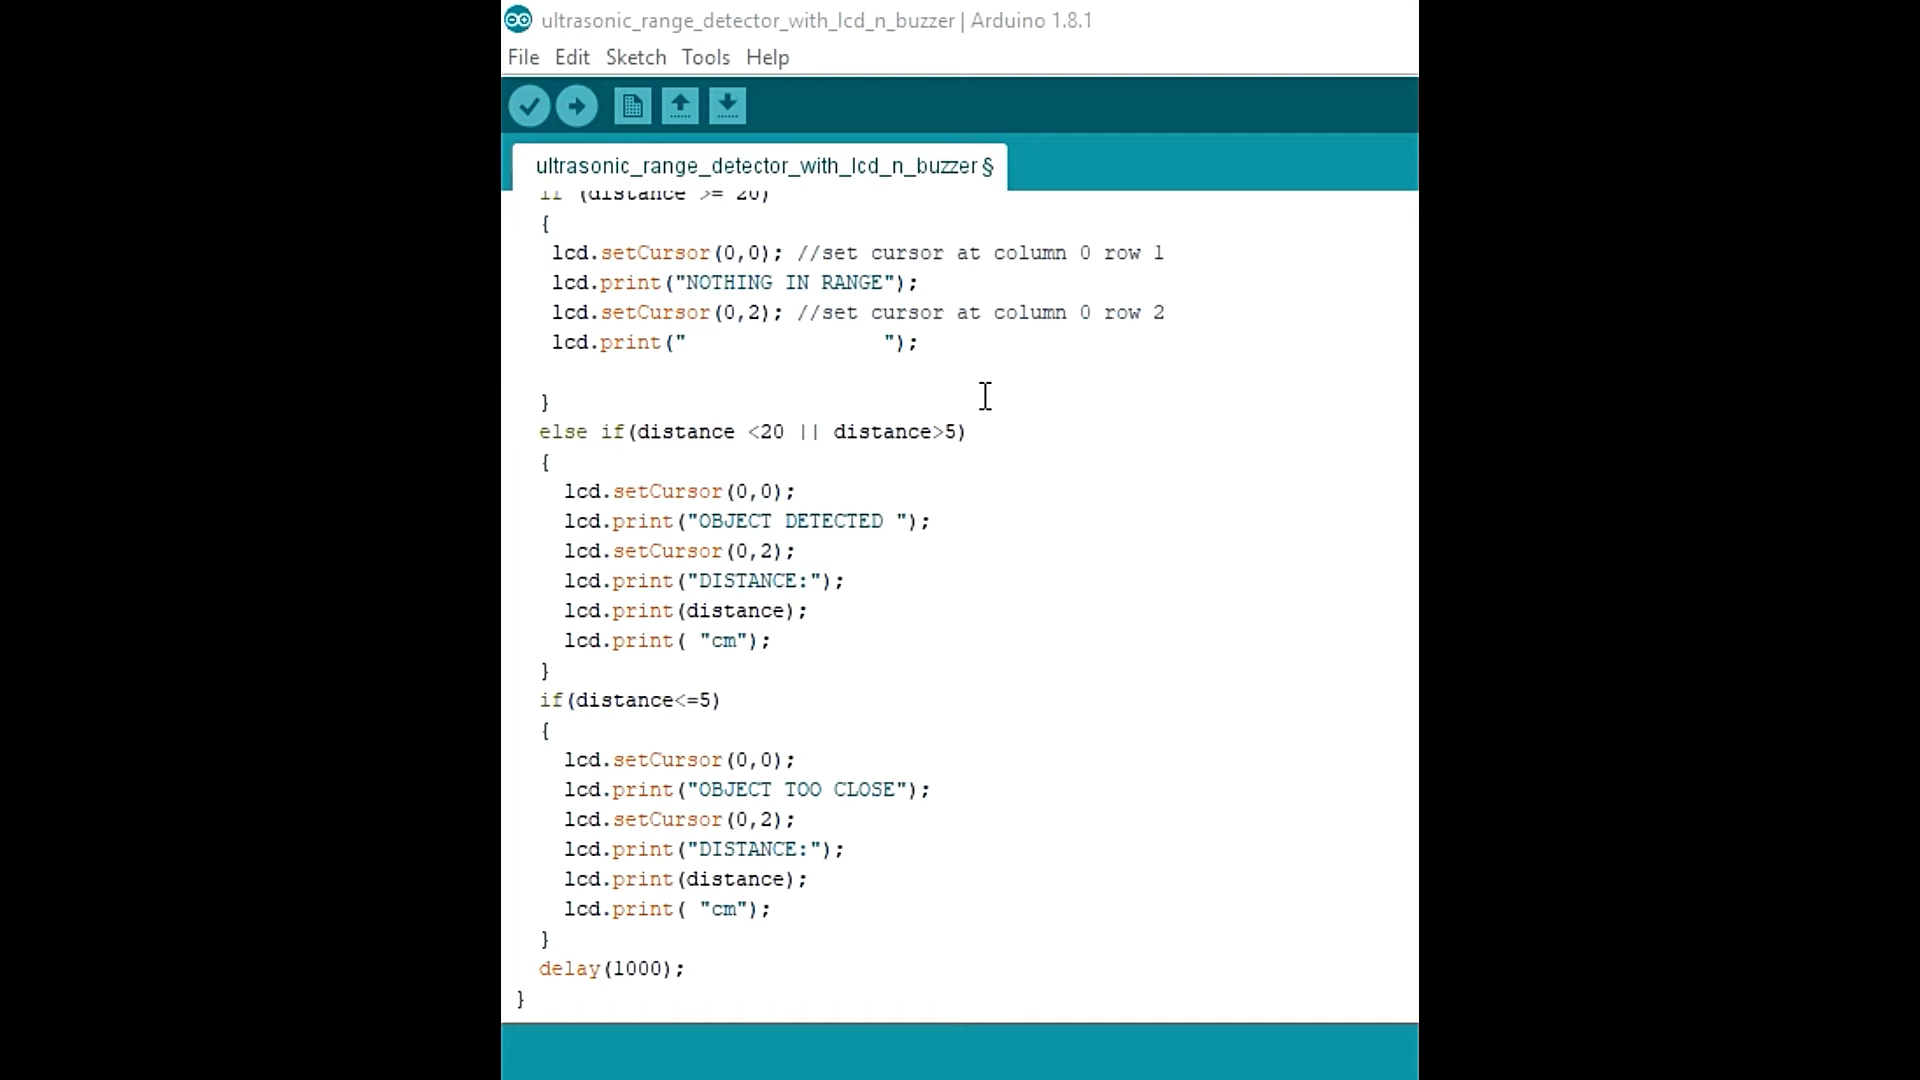 ultrasonic_range_detector_with_lcd_n_buzzer | Arduino 1.8.1
File Edit Sketch Tools Help
ultrasonic_range_detector_with_lcd_n_buzzer §
if (distance >= 20)
{
lcd.setCursor(0,0); //set cursor at column 0 row 1
lcd.print("NOTHING IN RANGE");
lcd.setCursor(0,2); //set cursor at column 0 row 2
lcd.print("                ");
}
else if(distance <20 || distance>5)
{
lcd.setCursor(0,0);
lcd.print("OBJECT DETECTED ");
lcd.setCursor(0,2);
lcd.print("DISTANCE:");
lcd.print(distance);
lcd.print( "cm");
}
if(distance<=5)
{
lcd.setCursor(0,0);
lcd.print("OBJECT TOO CLOSE");
lcd.setCursor(0,2);
lcd.print("DISTANCE:");
lcd.print(distance);
lcd.print( "cm");
}
delay(1000);
}